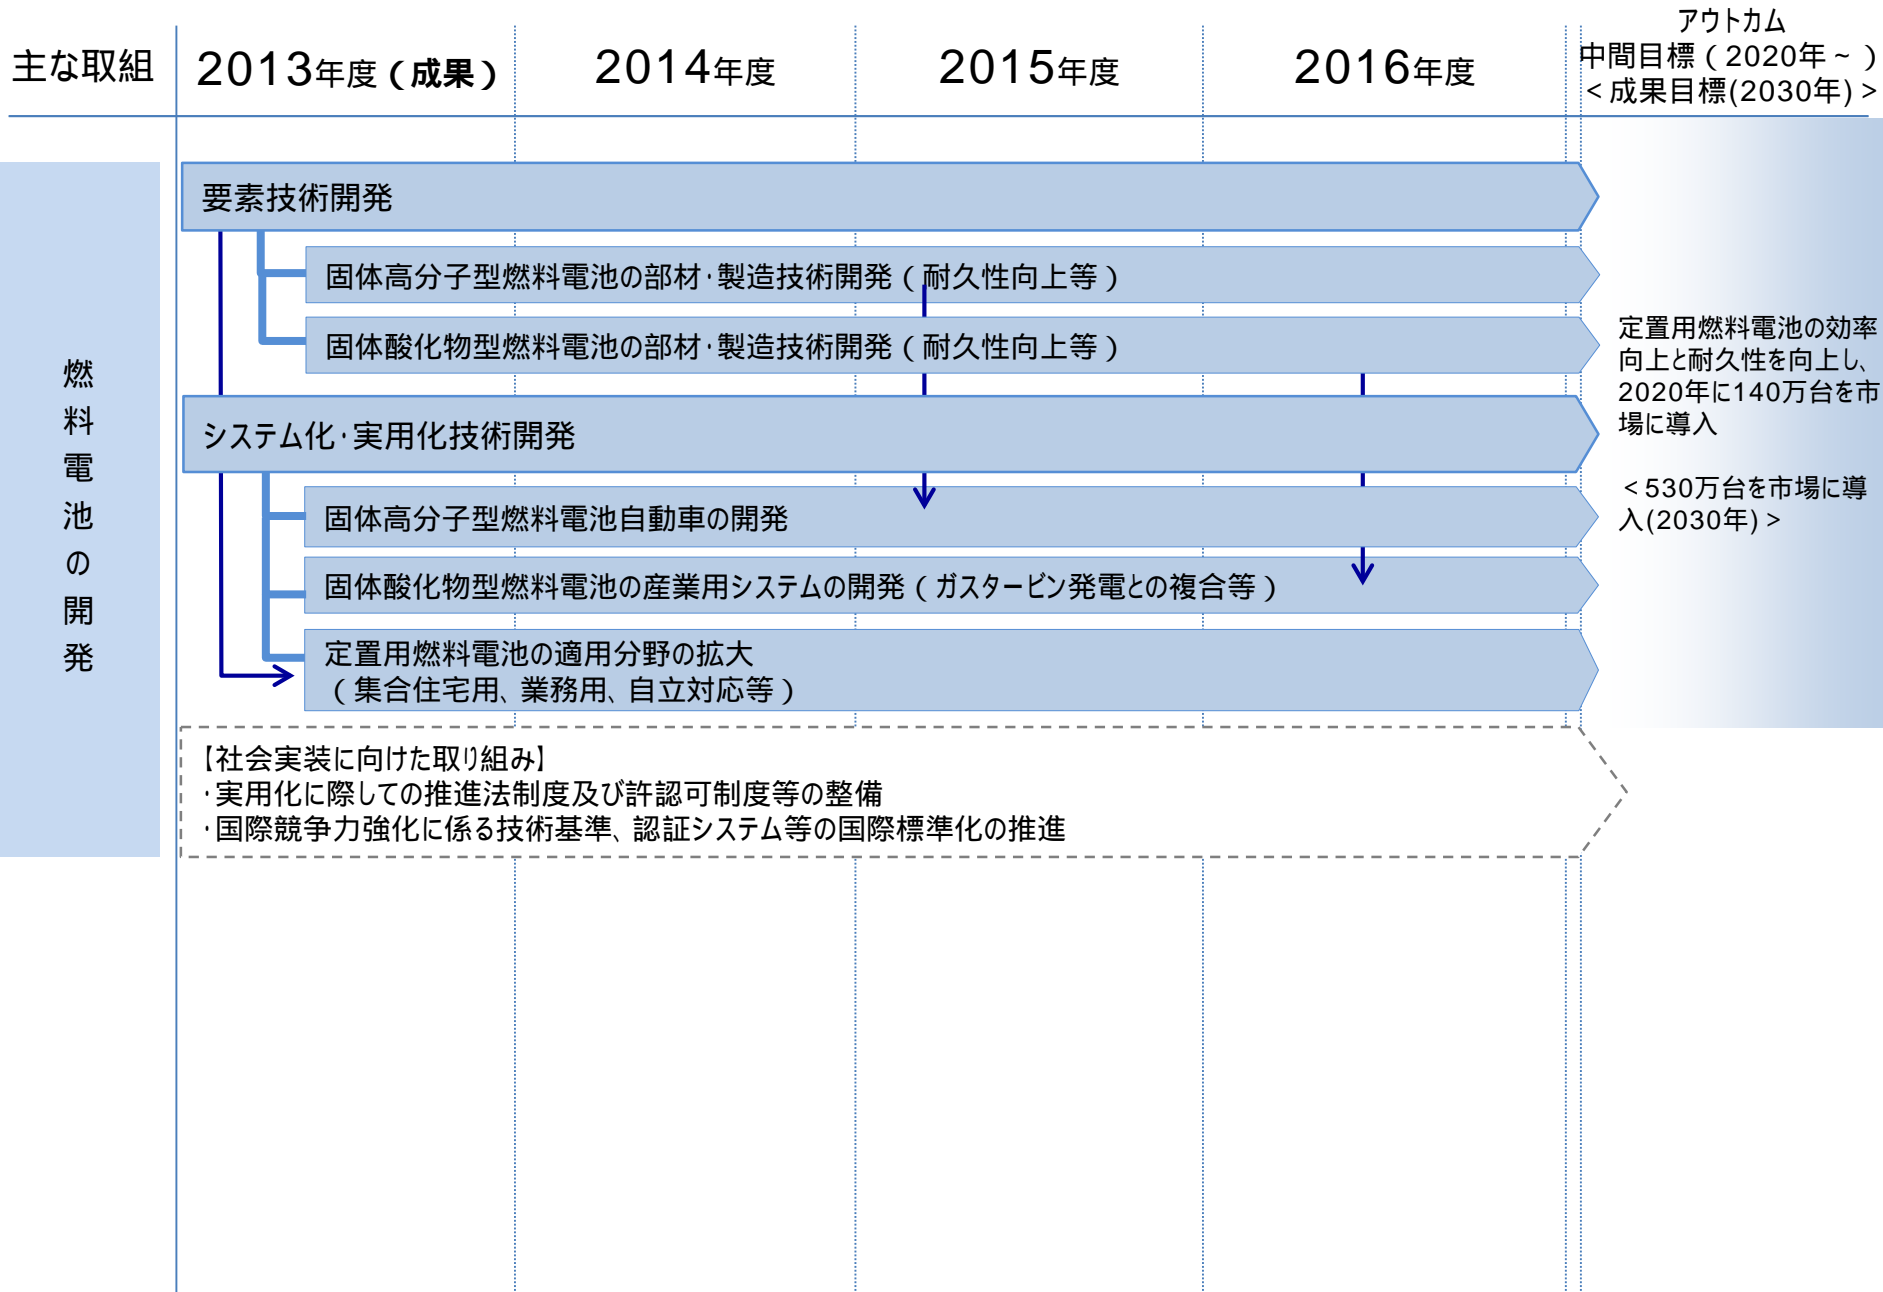 主な取組
2013年度(成果)
2014年度
2015年度
2016年度
アウトカム
中間目標(2020年~)
<成果目標(2030年)>
燃料電池の開発
要素技術開発
固体高分子型燃料電池の部材・製造技術開発(耐久性向上等)
固体酸化物型燃料電池の部材・製造技術開発(耐久性向上等)
システム化・実用化技術開発
固体高分子型燃料電池自動車の開発
固体酸化物型燃料電池の産業用システムの開発(ガスタービン発電との複合等)
定置用燃料電池の適用分野の拡大
(集合住宅用、業務用、自立対応等)
定置用燃料電池の効率
向上と耐久性を向上し、
2020年に140万台を市
場に導入
<530万台を市場に導
入(2030年)>
【社会実装に向けた取り組み】
・実用化に際しての推進法制度及び許認可制度等の整備
・国際競争力強化に係る技術基準、認証システム等の国際標準化の推進